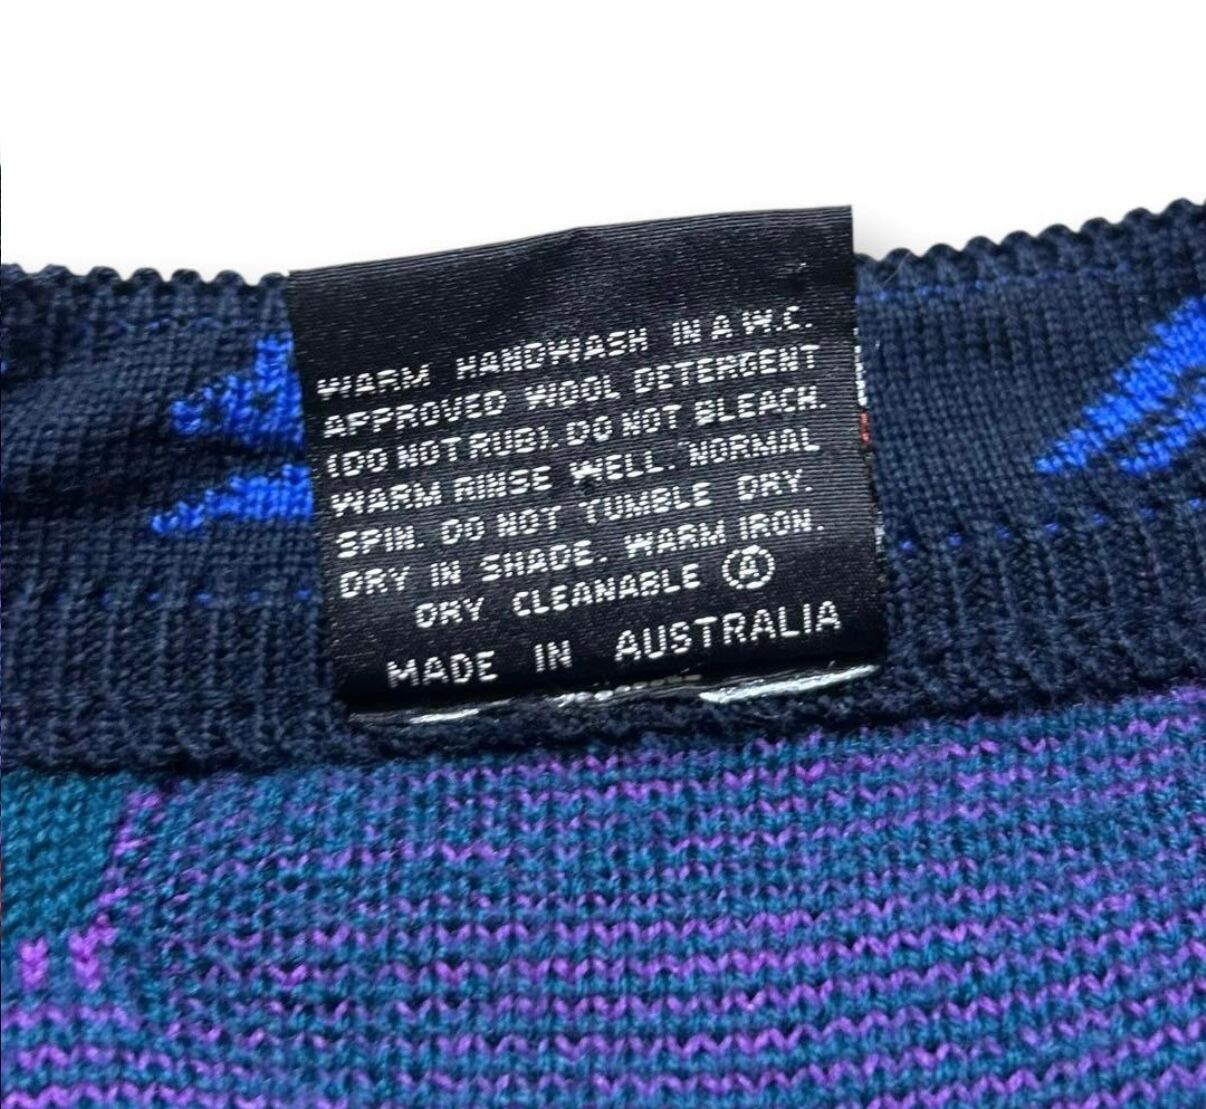 WARM HANDWASH IN A W.C.
APPROVED WOOL DETERGENT
(DO NOT RUB). DO NOT BLEACH.
WARM RINSE WELL. NORMAL
SPIN. DO NOT TUMBLE DRY.
DRY IN SHADE. WARM IRON.
DRY CLEANABLE Ⓐ
MADE IN AUSTRALIA